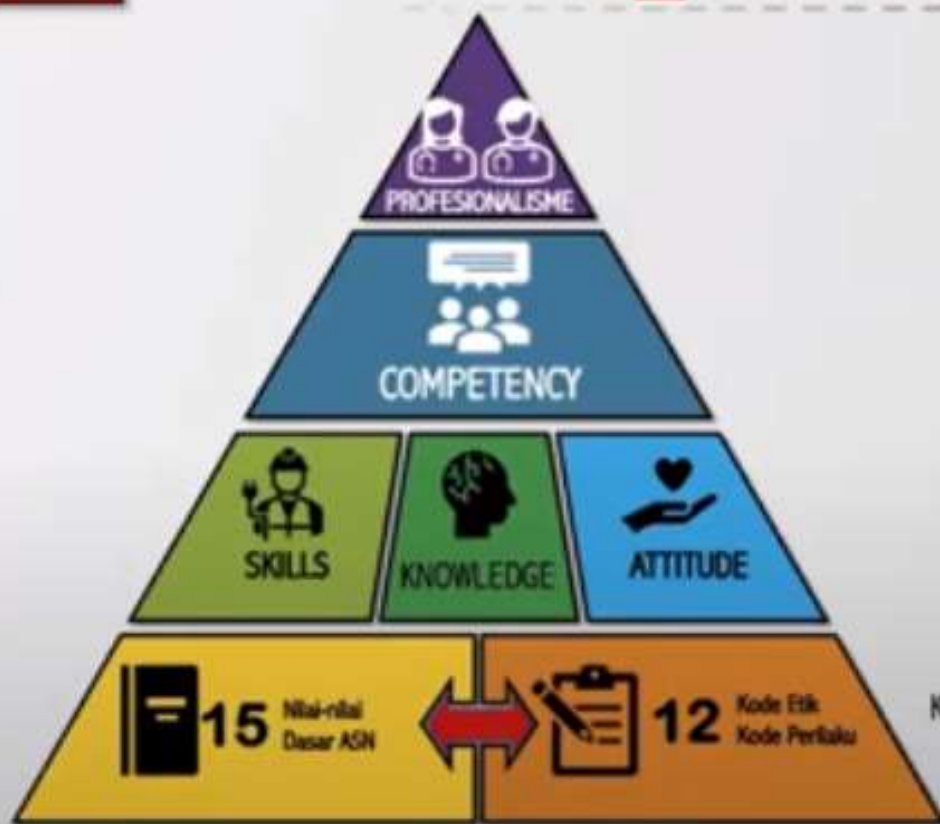 PROFESIONALISME
COMPETENCY
SKILLS
KNOWLEDGE
ATTITUDE
15 Nilai-nilai
Dasar ASN
12 Kode Etik
Kode Perilaku
K